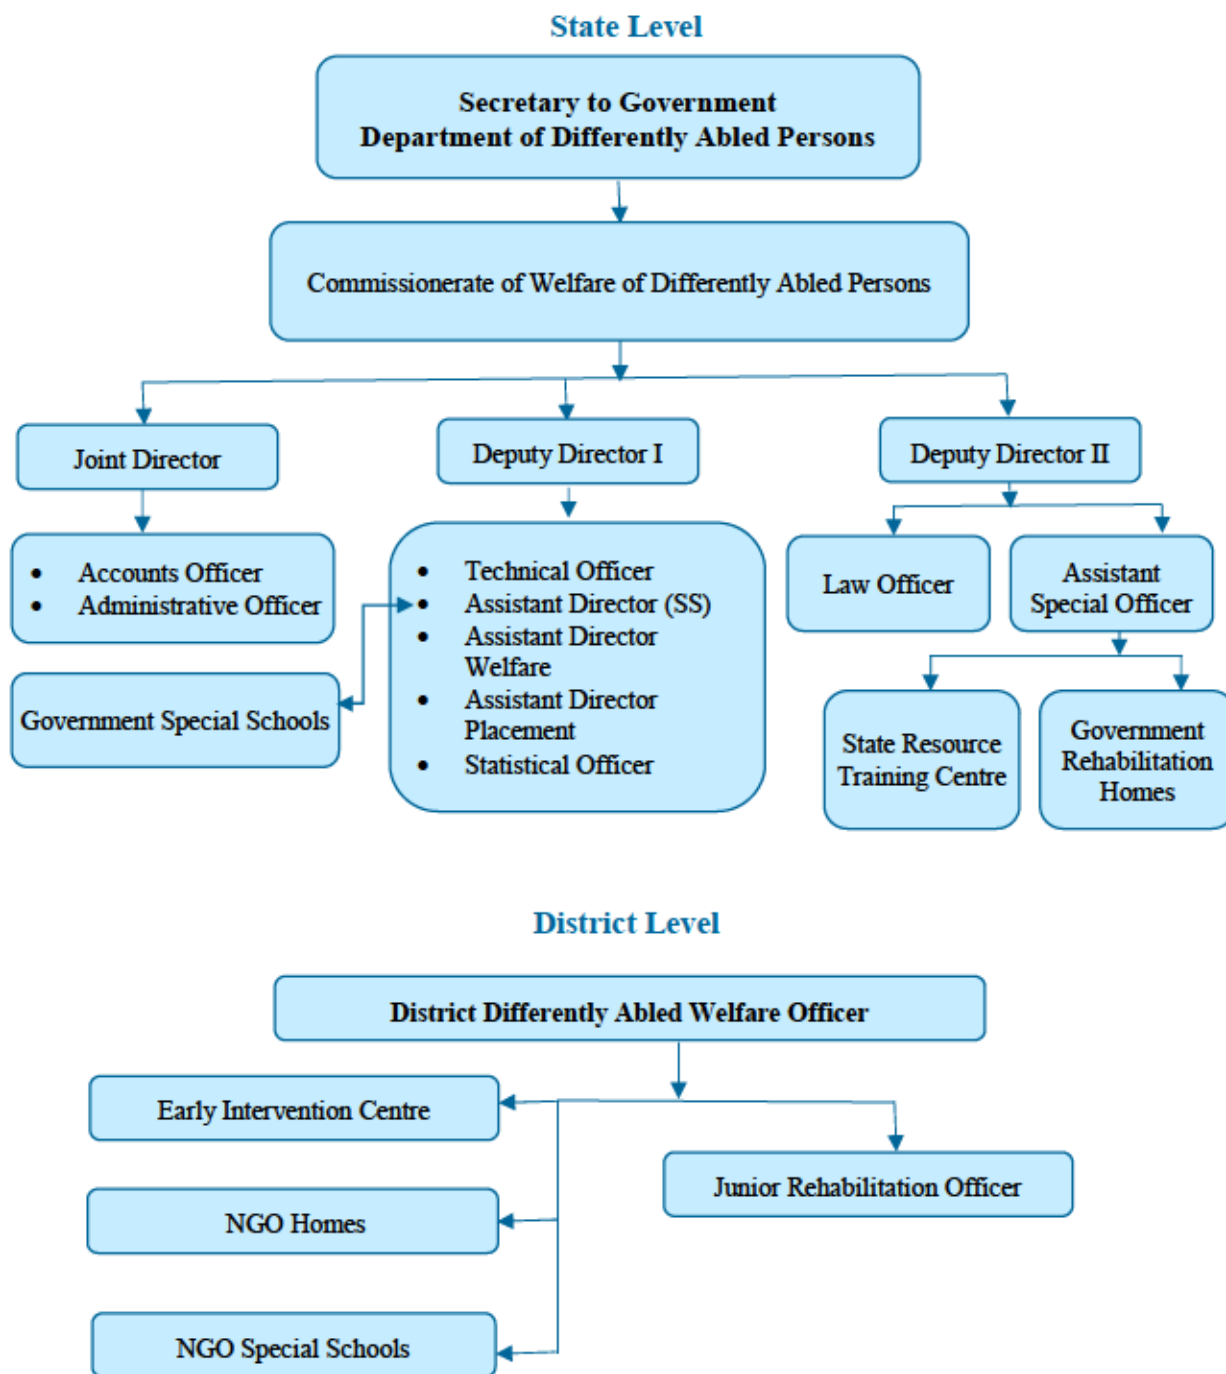 State Level
Secretary to Government
Department of Differently Abled Persons
Commissionerate of Welfare of Differently Abled Persons
Joint Director
Deputy Director I
Deputy Director II
• Accounts Officer
• Administrative Officer
Government Special Schools
• Technical Officer
• Assistant Director (SS)
• Assistant Director
Welfare
• Assistant Director
Placement
• Statistical Officer
Law Officer
Assistant
Special Officer
State Resource
Training Centre
Government
Rehabilitation
Homes
District Level
District Differently Abled Welfare Officer
Early Intervention Centre
Junior Rehabilitation Officer
NGO Homes
NGO Special Schools